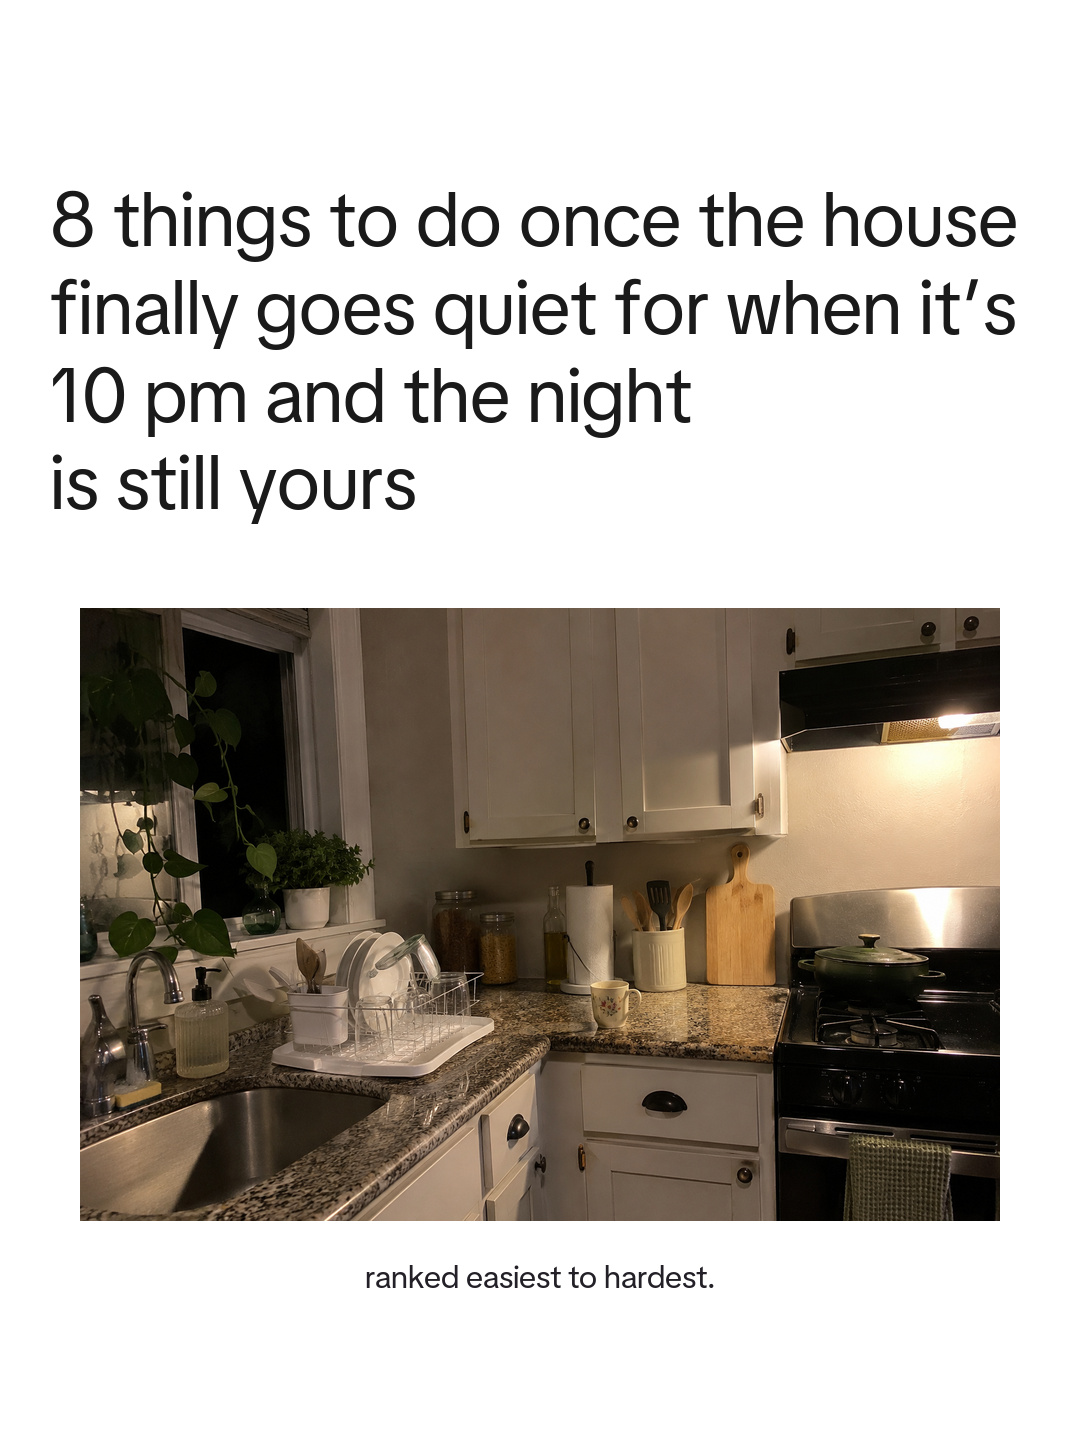 8 things to do once the house
finally goes quiet for when it’s
10 pm and the night
is still yours
ranked easiest to hardest.